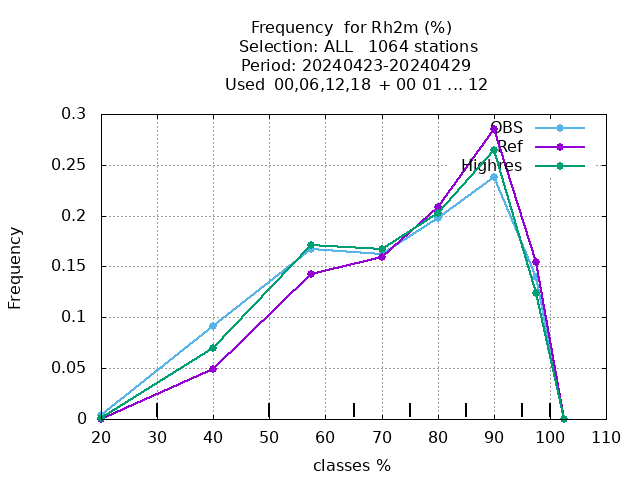 Frequency  for Rh2m (%)
Selection: ALL   1064 stations
Period: 20240423-20240429
Used  00,06,12,18  + 00 01 ... 12
0.3
0.25
0.2
0.15
0.1
0.05
0
Frequency
OBS
Ref
Highres
20 30 40 50 60 70 80 90 100 110
classes %